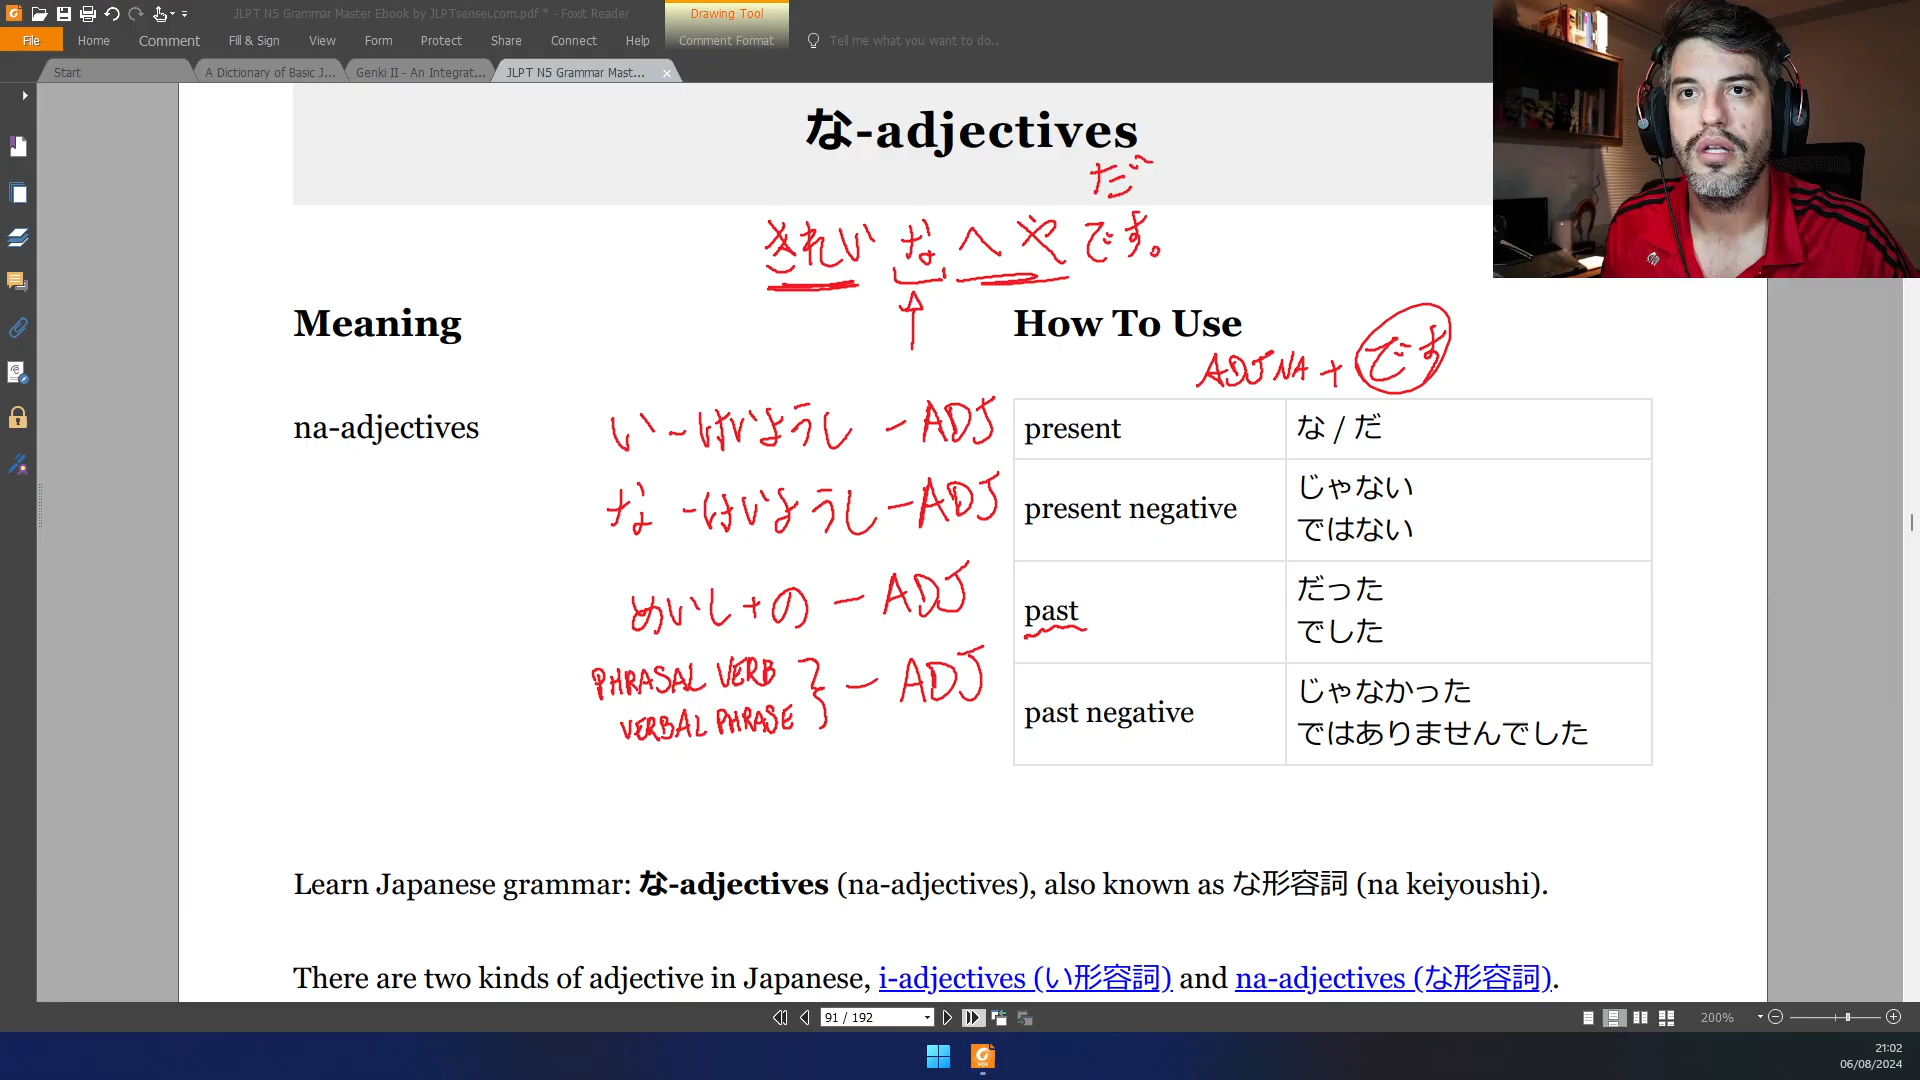 JLPT N5 Grammar Master Ebook by JLPTsensei.com.pdf * - Foxit Reader
Drawing Tool
File
Home
Comment
Fill & Sign
View
Form
Protect
Share
Connect
Help
Comment Format
Tell me what you want to do..
Start
A Dictionary of Basic J...
Genki II - An Integrat...
JLPT N5 Grammar Mast...
な-adjectives
だ
きれい な へや です。
Meaning
How To Use
ADJ NA + です
na-adjectives
い-けいようし - ADJ
な-けいようし - ADJ
めいし + の - ADJ
PHRASAL VERB
VERBAL PHRASE } - ADJ
present な / だ
present negative じゃない
ではない
past だった
でした
past negative じゃなかった
ではありませんでした
Learn Japanese grammar: な-adjectives (na-adjectives), also known as な形容詞 (na keiyoushi).
There are two kinds of adjective in Japanese, i-adjectives (い形容詞) and na-adjectives (な形容詞).
91 / 192
200%
21:02
06/08/2024